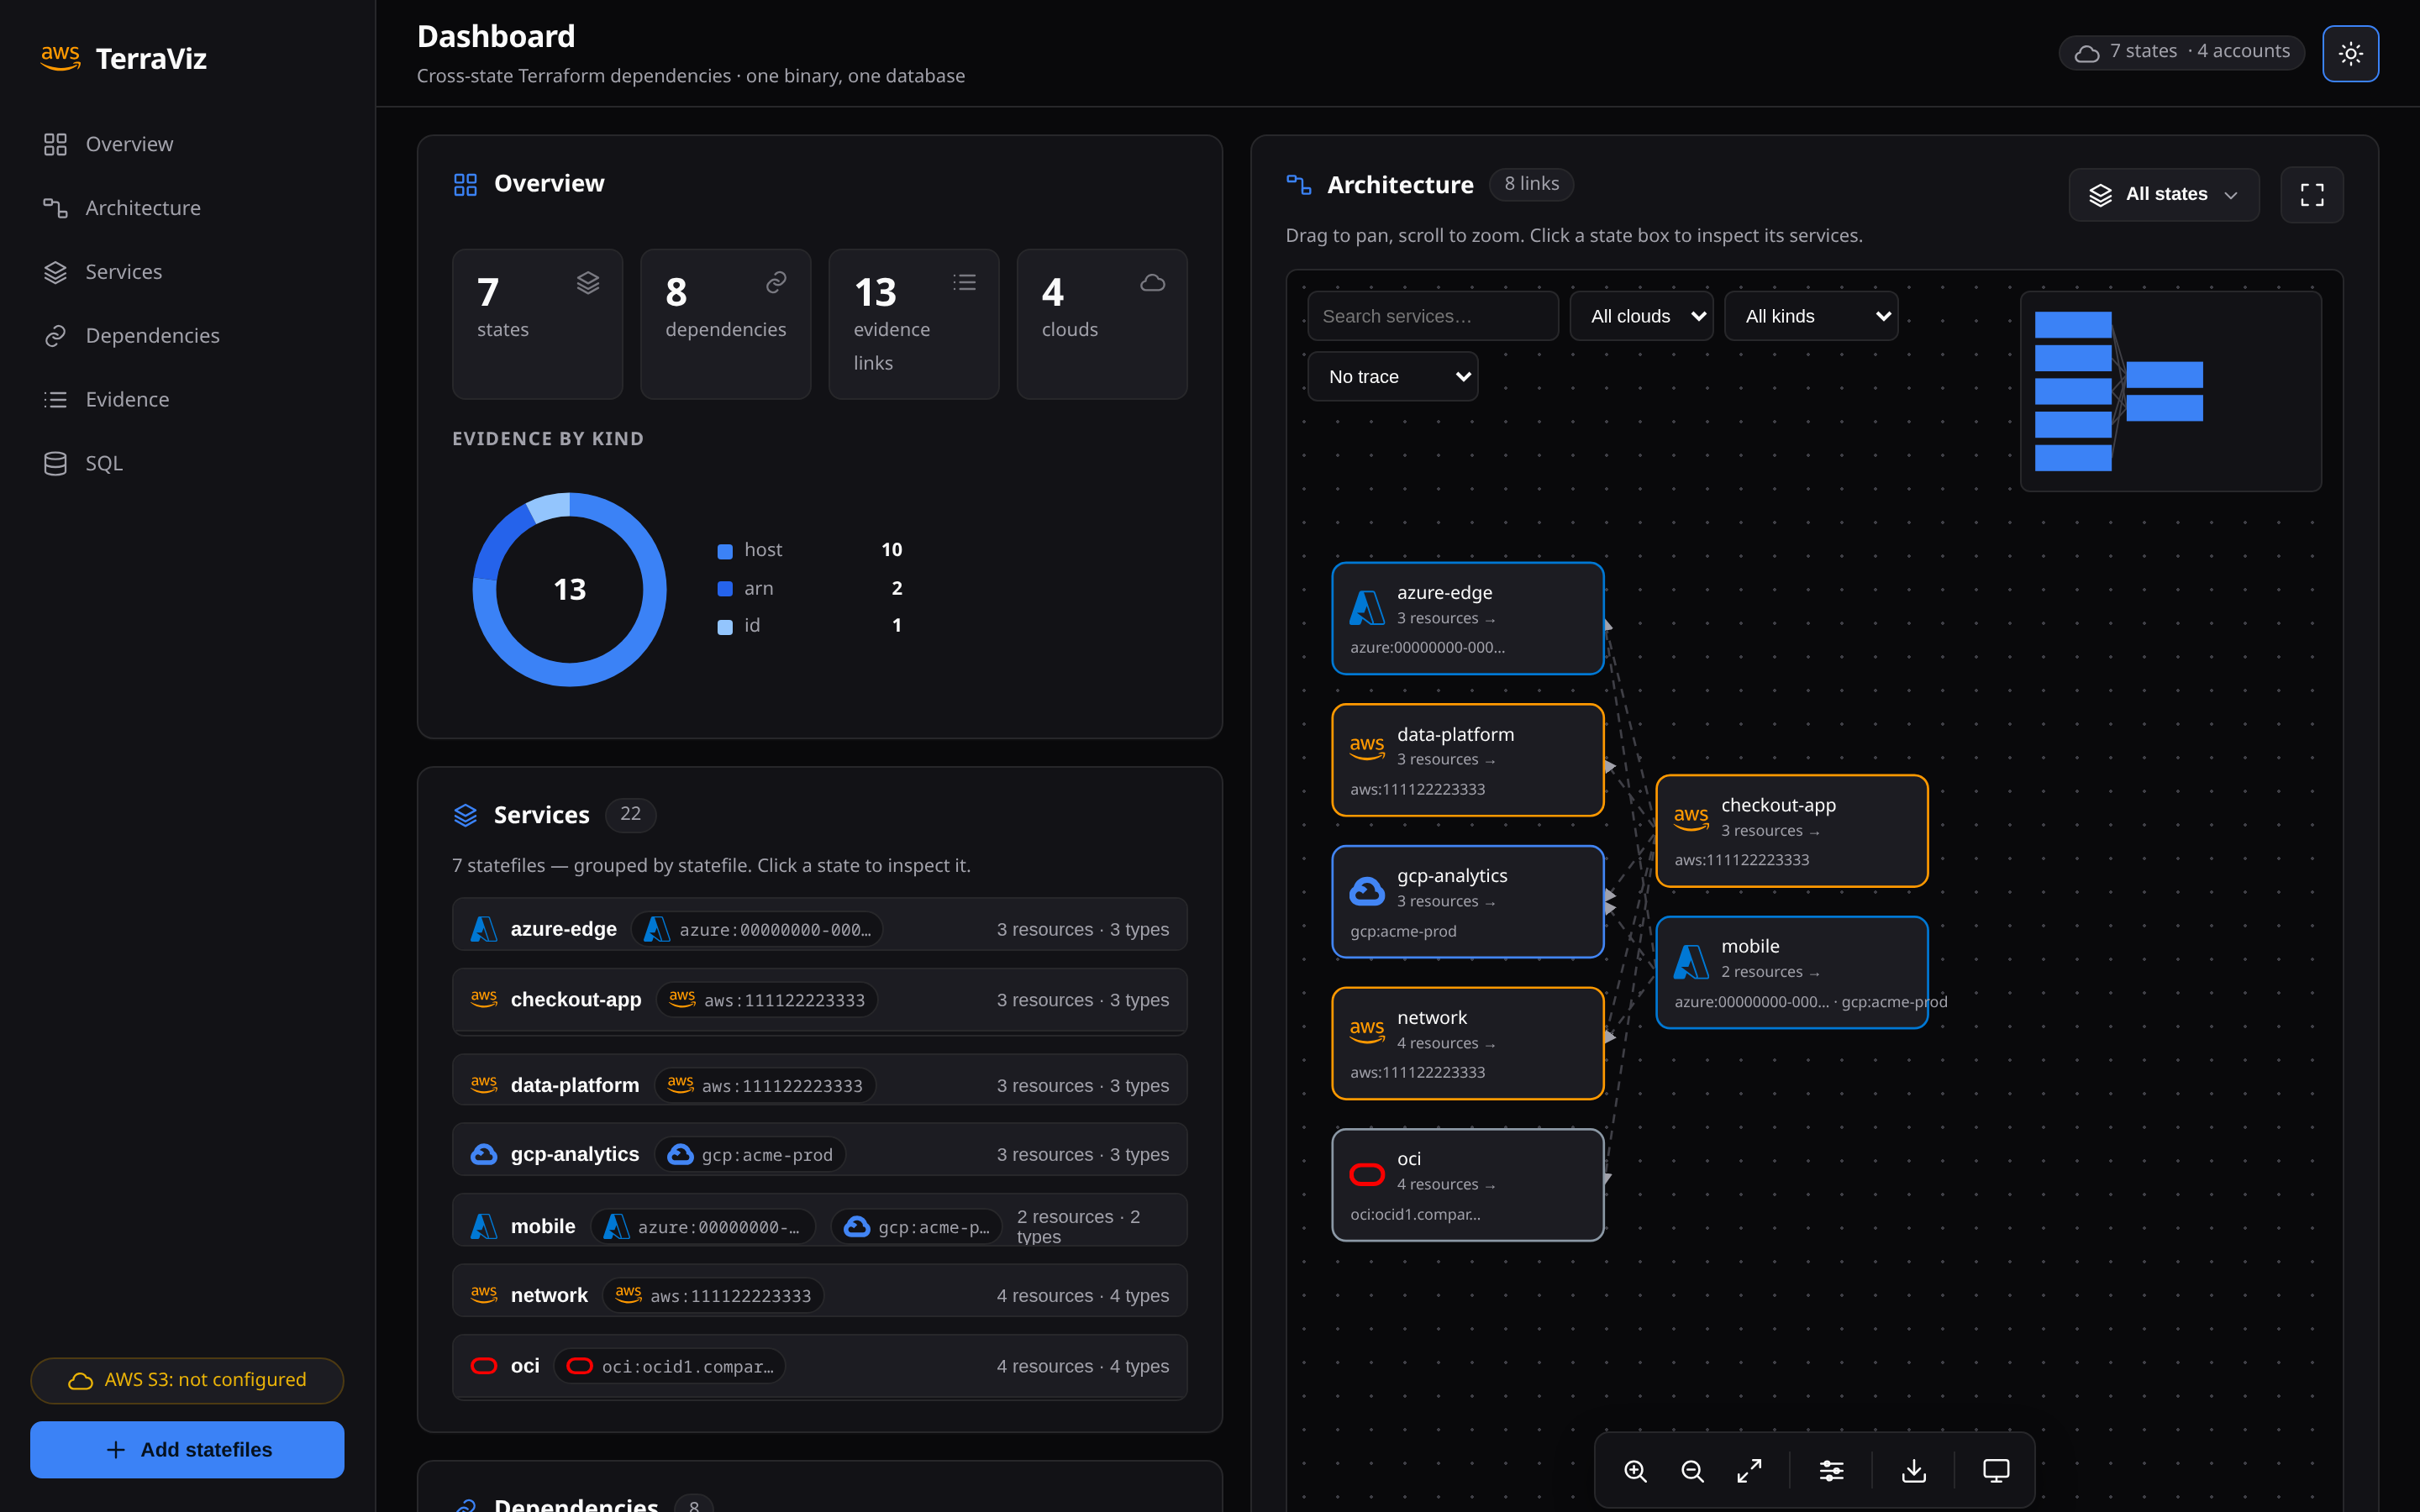 aws TerraViz
Overview
Architecture
Services
Dependencies
Evidence
SQL
AWS S3: not configured
Add statefiles
Dashboard
Cross-state Terraform dependencies · one binary, one database
7 states · 4 accounts
Overview
7
states
8
dependencies
13
evidence
links
4
clouds
EVIDENCE BY KIND
13
host 10
arn 2
id 1
Services 22
7 statefiles — grouped by statefile. Click a state to inspect it.
azure-edge azure:00000000-000… 3 resources · 3 types
aws checkout-app aws aws:111122223333 3 resources · 3 types
aws data-platform aws aws:111122223333 3 resources · 3 types
gcp-analytics gcp:acme-prod 3 resources · 3 types
mobile azure:00000000-… gcp:acme-p… 2 resources · 2
types
aws network aws aws:111122223333 4 resources · 4 types
oci oci:ocid1.compar… 4 resources · 4 types
Dependencies 8
Architecture 8 links
All states
Drag to pan, scroll to zoom. Click a state box to inspect its services.
Search services…
All clouds
All kinds
No trace
azure-edge
3 resources →
azure:00000000-000…
aws data-platform
3 resources →
aws:111122223333
gcp-analytics
3 resources →
gcp:acme-prod
aws network
4 resources →
aws:111122223333
oci
4 resources →
oci:ocid1.compar…
aws checkout-app
3 resources →
aws:111122223333
mobile
2 resources →
azure:00000000-000… · gcp:acme-prod